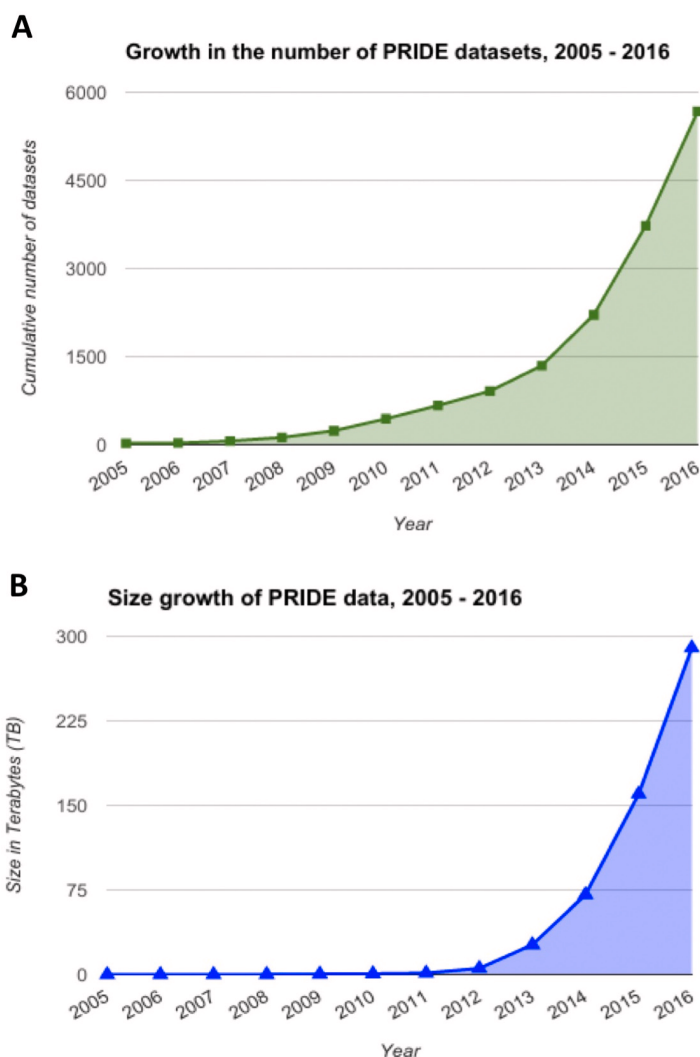 A
Growth in the number of PRIDE datasets, 2005 - 2016
Cumulative number of datasets
6000
4500
3000
1500
0
2005 2006 2007 2008 2009 2010 2011 2012 2013 2014 2015 2016
Year
B
Size growth of PRIDE data, 2005 - 2016
Size in Terabytes (TB)
300
225
150
75
0
2005 2006 2007 2008 2009 2010 2011 2012 2013 2014 2015 2016
Year